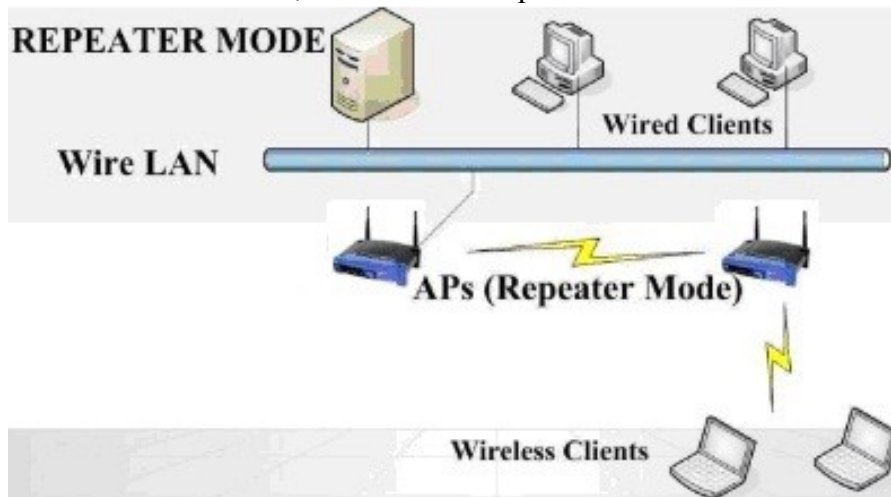 REPEATER MODE
Wired Clients
Wire LAN
APs (Repeater Mode)
Wireless Clients